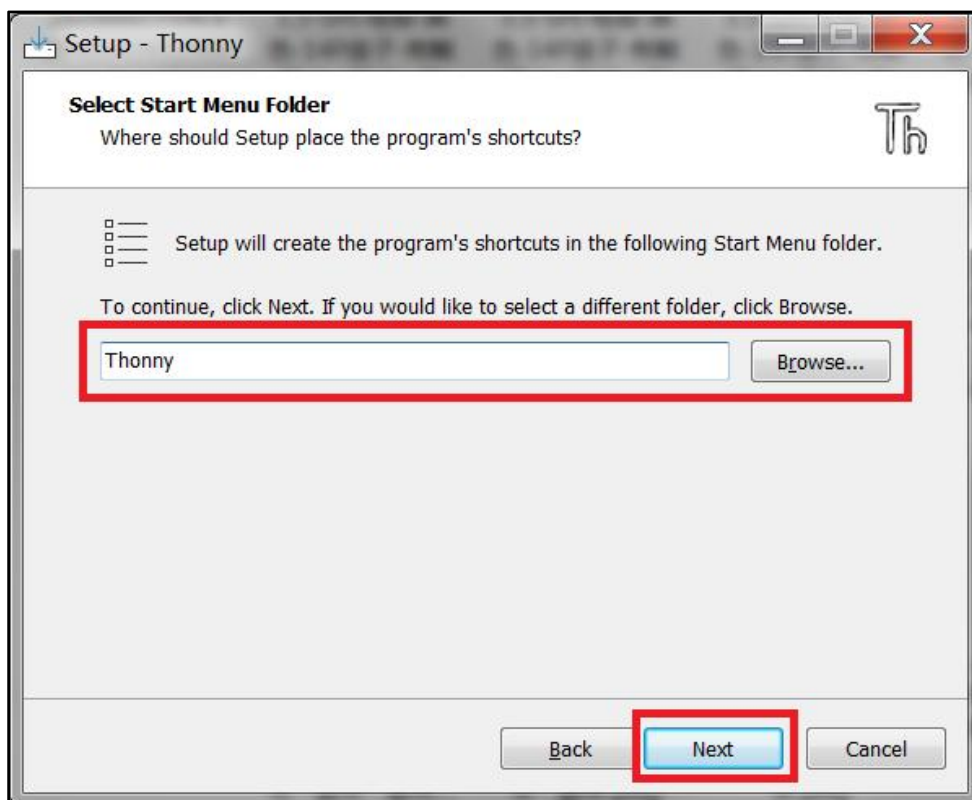 Setup - Thonny
Select Start Menu Folder
Where should Setup place the program's shortcuts?
Th
Setup will create the program's shortcuts in the following Start Menu folder.
To continue, click Next. If you would like to select a different folder, click Browse.
Thonny Browse...
Back Next Cancel